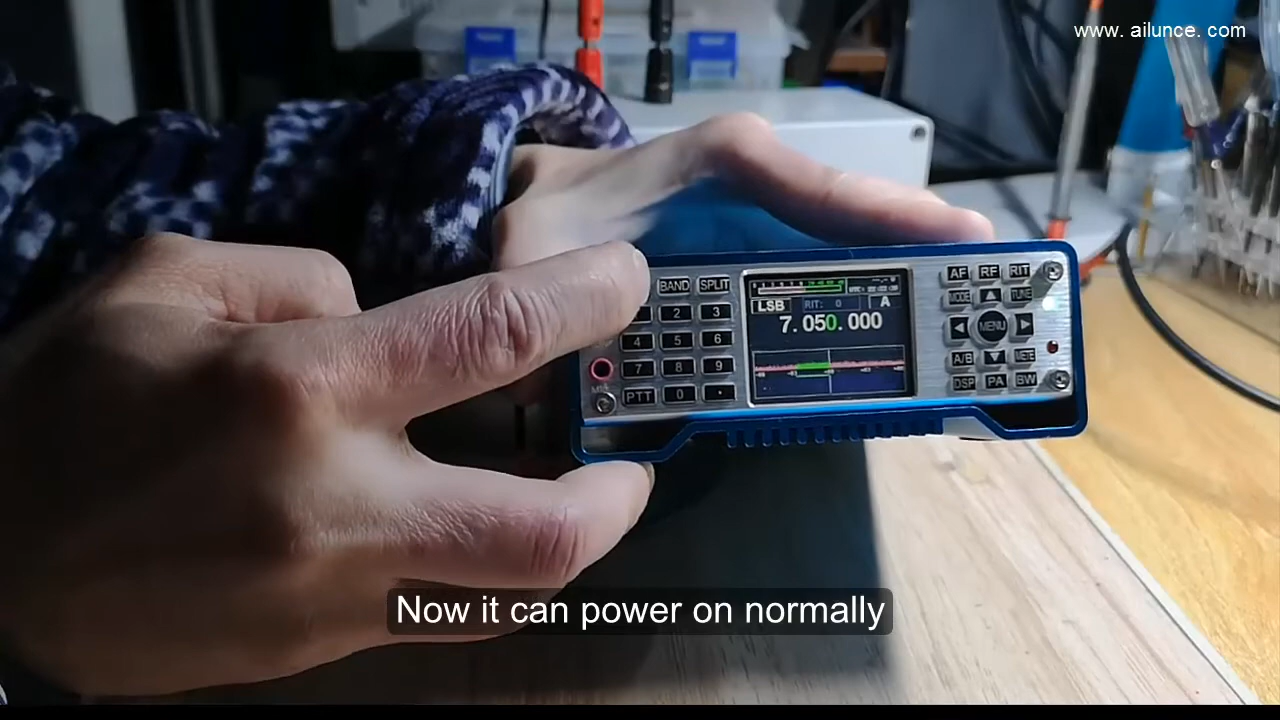 www. ailunce. com
BAND SPLIT
2 3
4 5 6
7 8 9
PTT 0 .
LSB
RIT: 0
A
7.050.000
AF RF RIT
MODE TUNE
MENU
A/B
DSP PA BW
Now it can power on normally